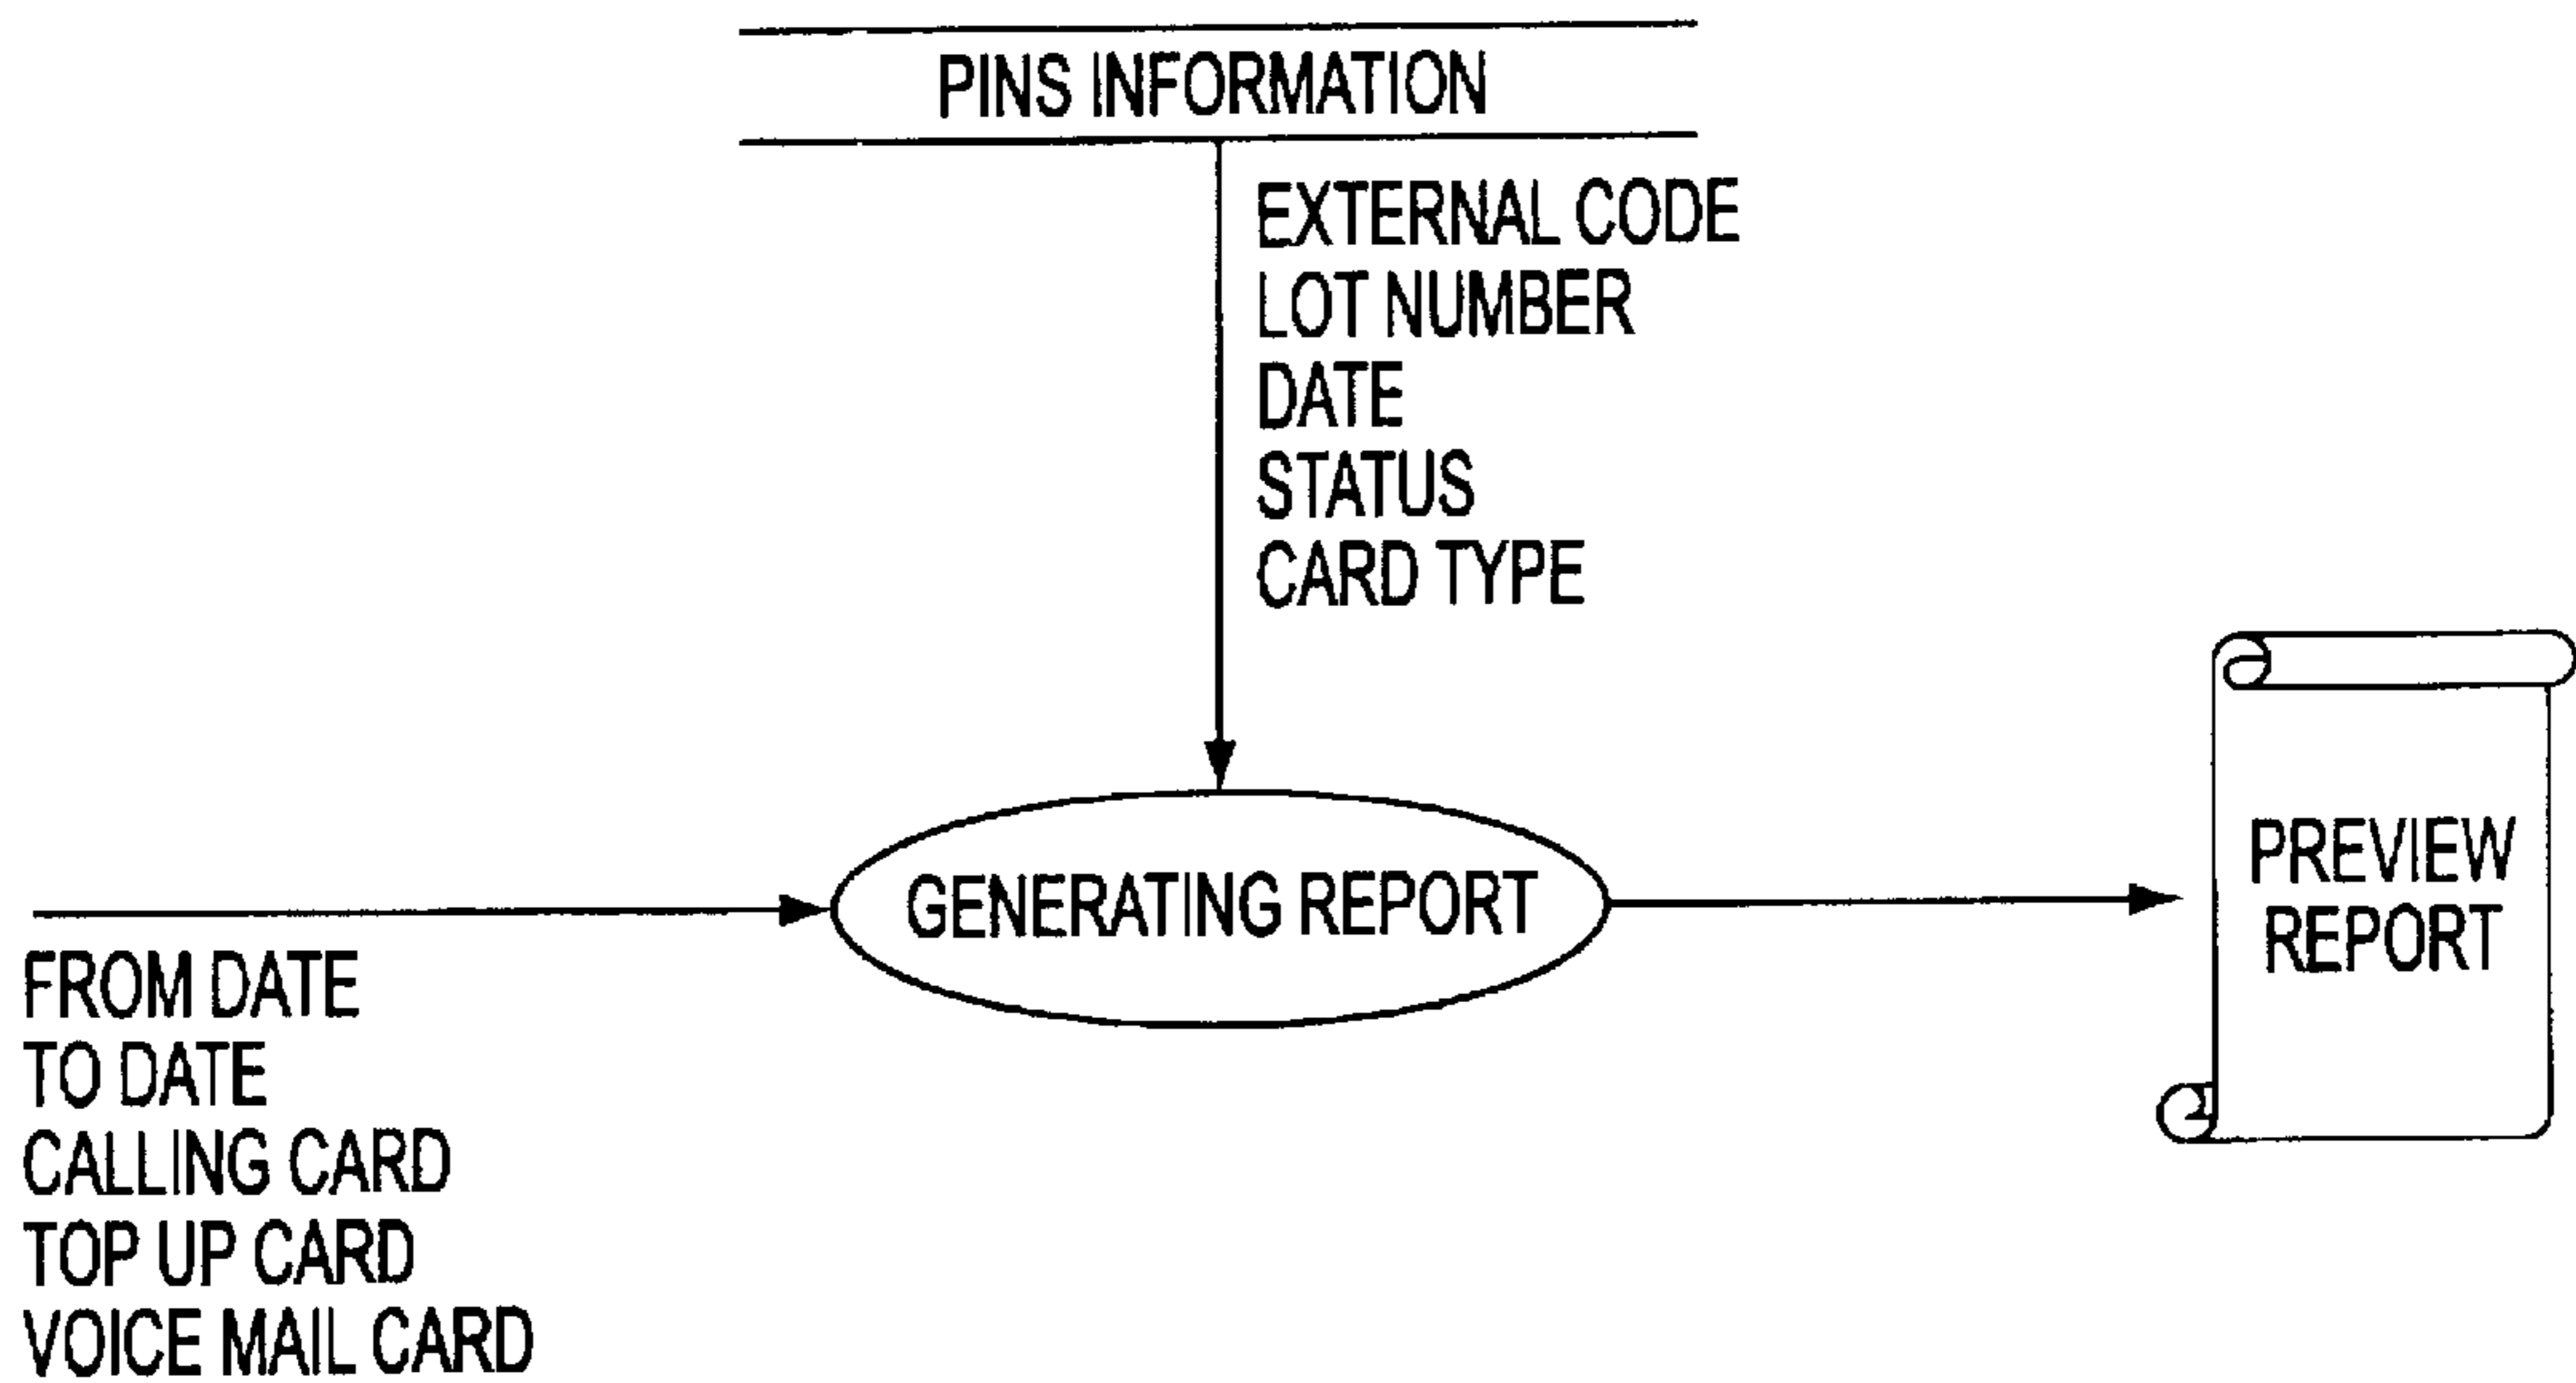 PINS INFORMATION
EXTERNAL CODE
LOT NUMBER
DATE
STATUS
CARD TYPE
GENERATING REPORT
PREVIEW
REPORT
FROM DATE
TO DATE
CALLING CARD
TOP UP CARD
VOICE MAIL CARD